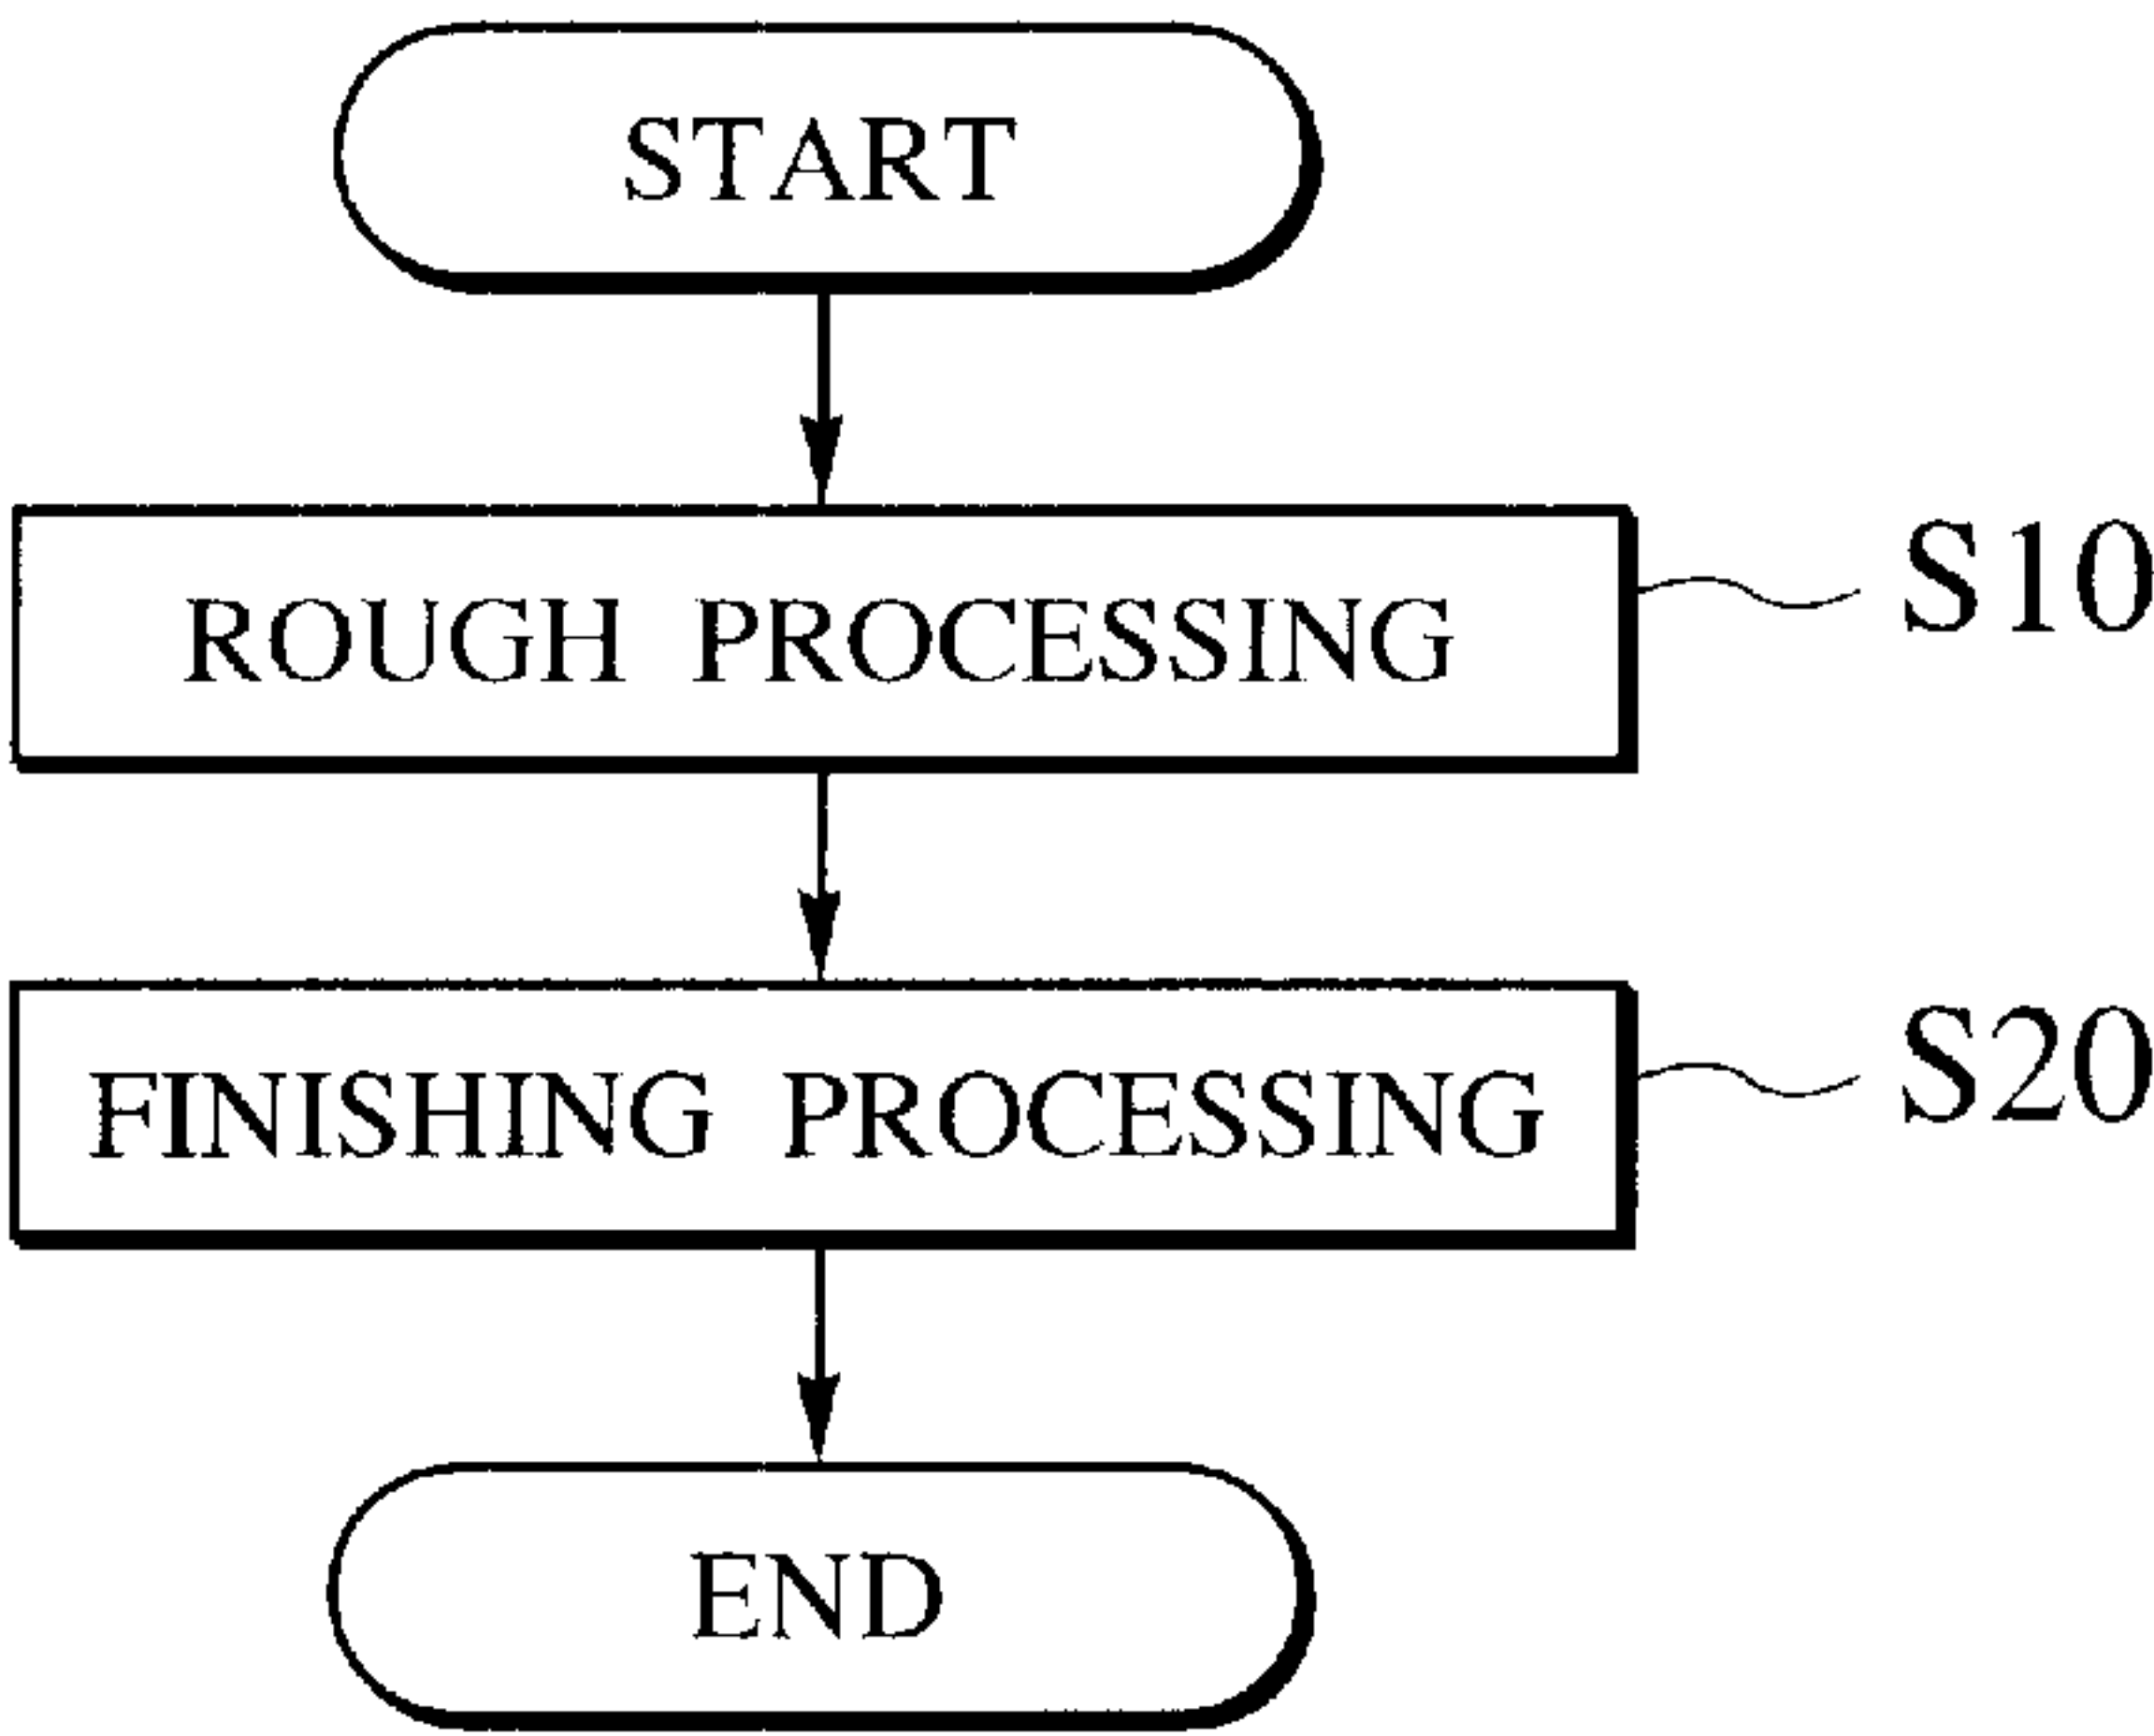 START
ROUGH PROCESSING
S10
FINISHING PROCESSING
S20
END